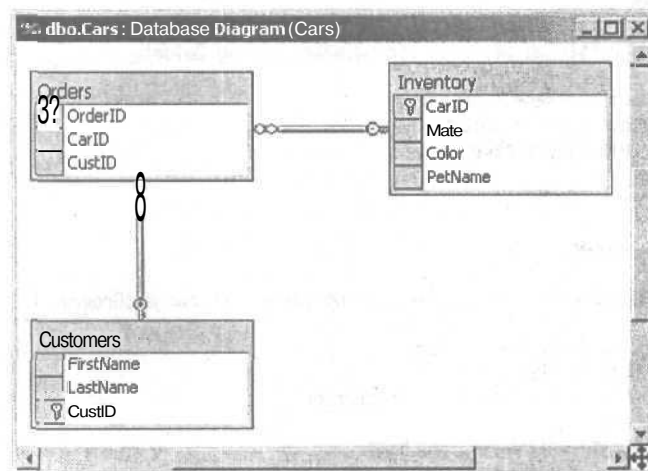 dbo.Cars : Database Diagram (Cars)
Orders
OrderID
CarID
CustID
Inventory
CarID
Mate
Color
PetName
Customers
FirstName
LastName
CustID